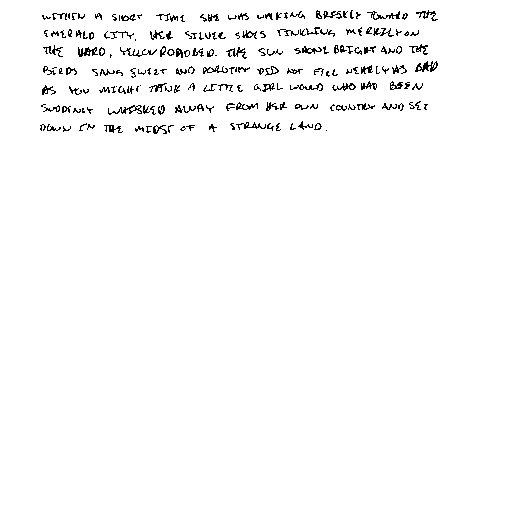 WITHIN A SHORT TIME SHE WAS WALKING BRISKLY TOWARD THE
EMERALD CITY, HER SILVER SHOES TINKLING MERRILY ON
THE HARD, YELLOW ROADBED. THE SUN SHONE BRIGHT AND THE
BIRDS SANG SWEET AND DOROTHY DID NOT FEEL NEARLY AS BAD
AS YOU MIGHT THINK A LITTLE GIRL WOULD WHO HAD BEEN
SUDDENLY WHISKED AWAY FROM HER OWN COUNTRY AND SET
DOWN IN THE MIDST OF A STRANGE LAND.